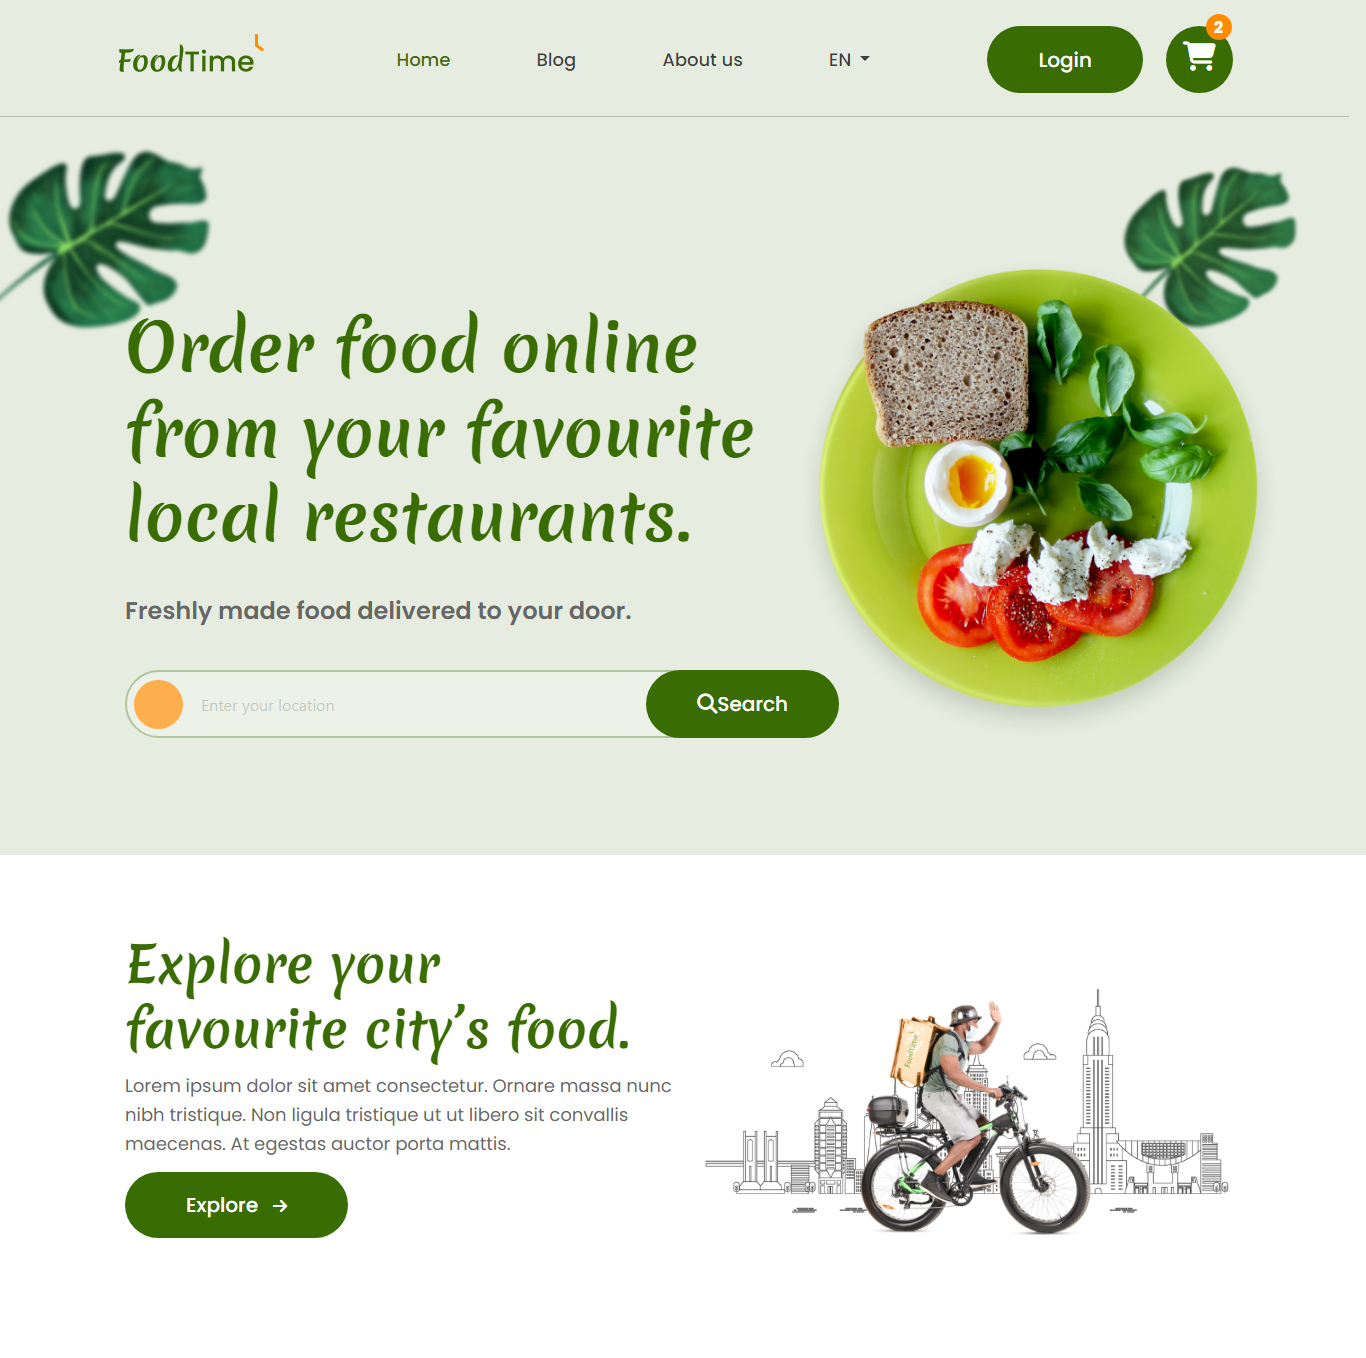 FoodTime
Home
Blog
About us
EN
Login
2
Order food online
from your favourite
local restaurants.
Freshly made food delivered to your door.
Enter your location
Search
Explore your
favourite city’s food.
Lorem ipsum dolor sit amet consectetur. Ornare massa nunc
nibh tristique. Non ligula tristique ut ut libero sit convallis
maecenas. At egestas auctor porta mattis.
Explore
FoodTime